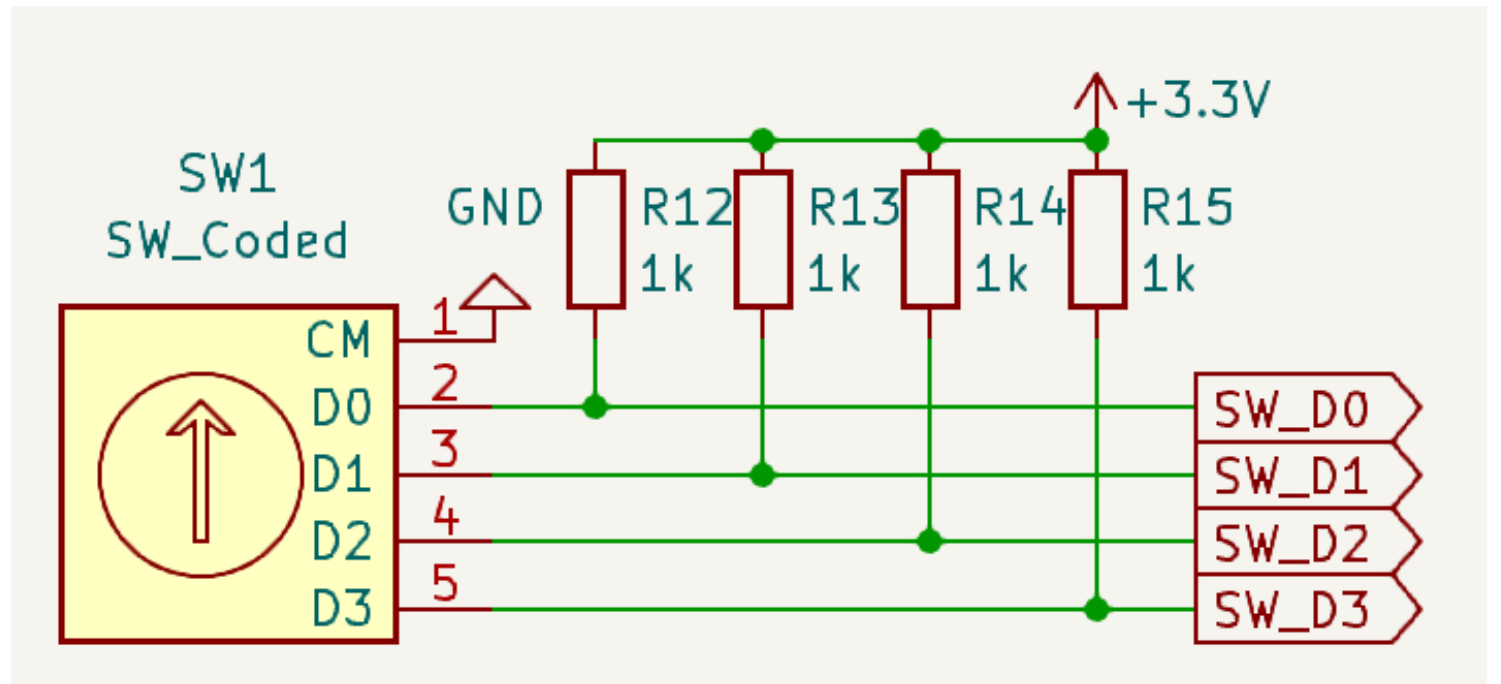 +3.3V
SW1
SW_Coded
GND
R12
1k
R13
1k
R14
1k
R15
1k
CM
1
D0
2
D1
3
D2
4
D3
5
SW_D0
SW_D1
SW_D2
SW_D3